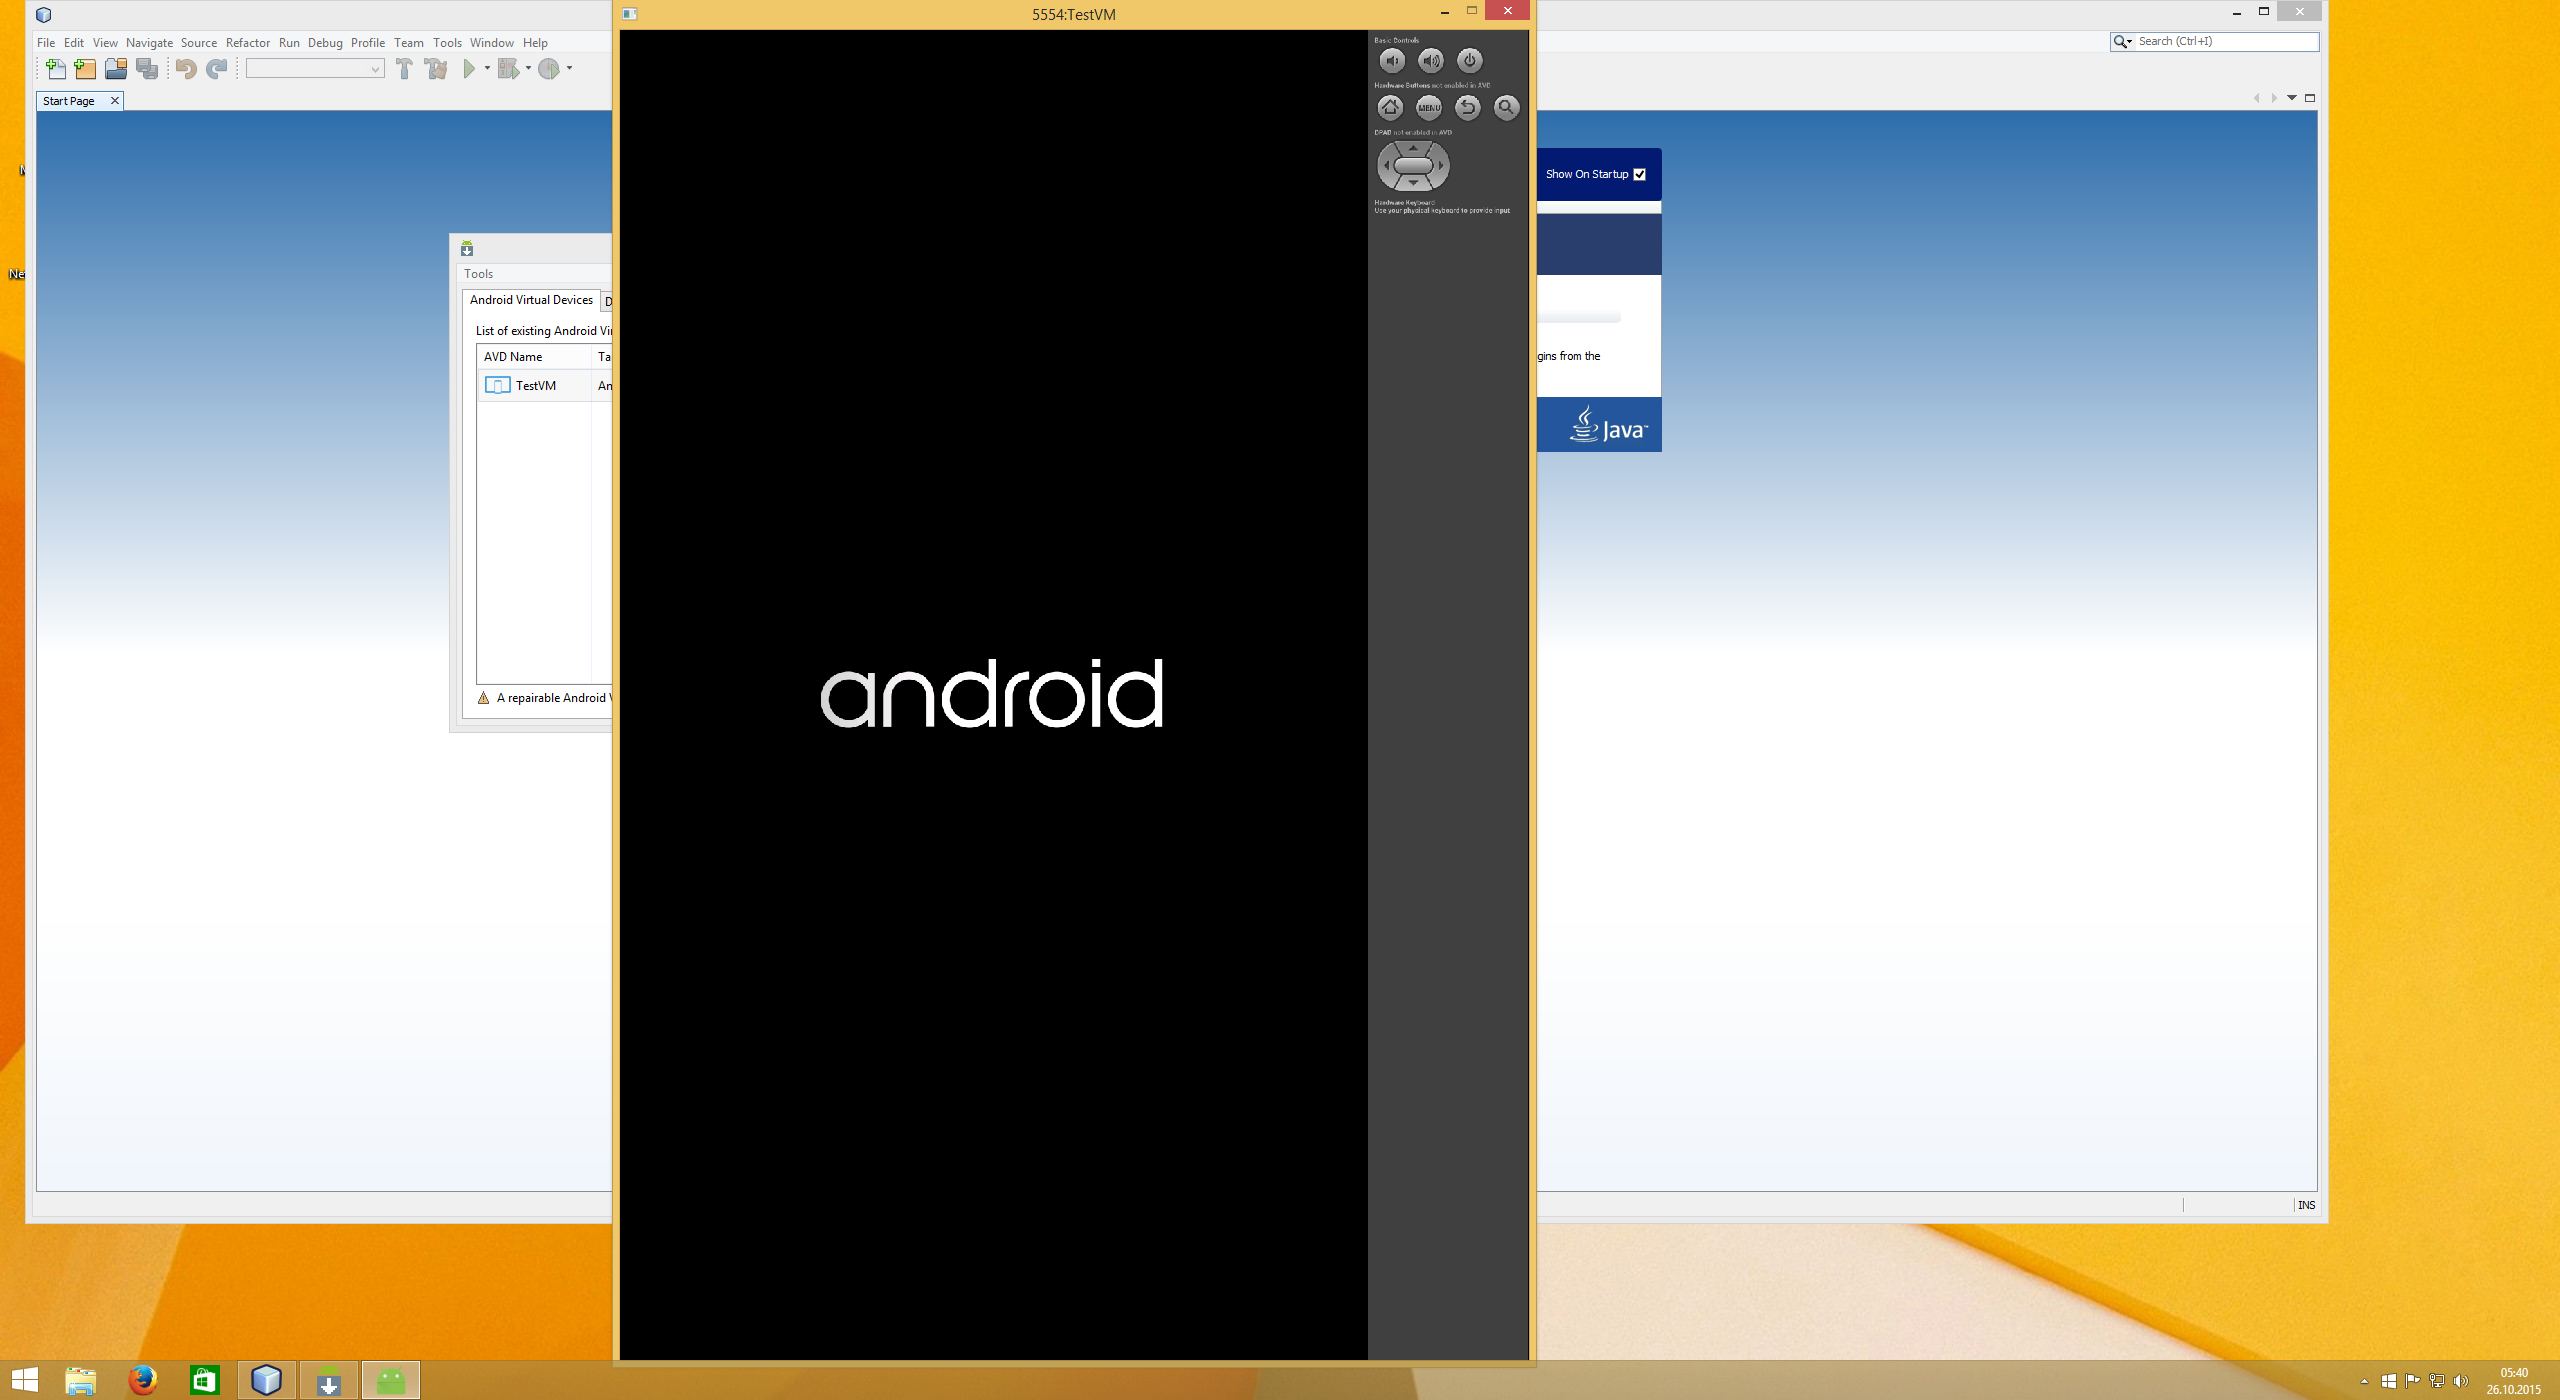 5554:TestVM
File Edit View Navigate Source Refactor Run Debug Profile Team Tools Window Help
Search (Ctrl+I)
Start Page
Basic Controls
Hardware Buttons not enabled in AVD
MENU
DPAD not enabled in AVD
Hardware Keyboard
Use your physical keyboard to provide input
Show On Startup
Tools
Android Virtual Devices D
List of existing Android Vi
AVD Name Ta
TestVM An
gins from the
Java
A repairable Android V
android
INS
05:40
26.10.2015